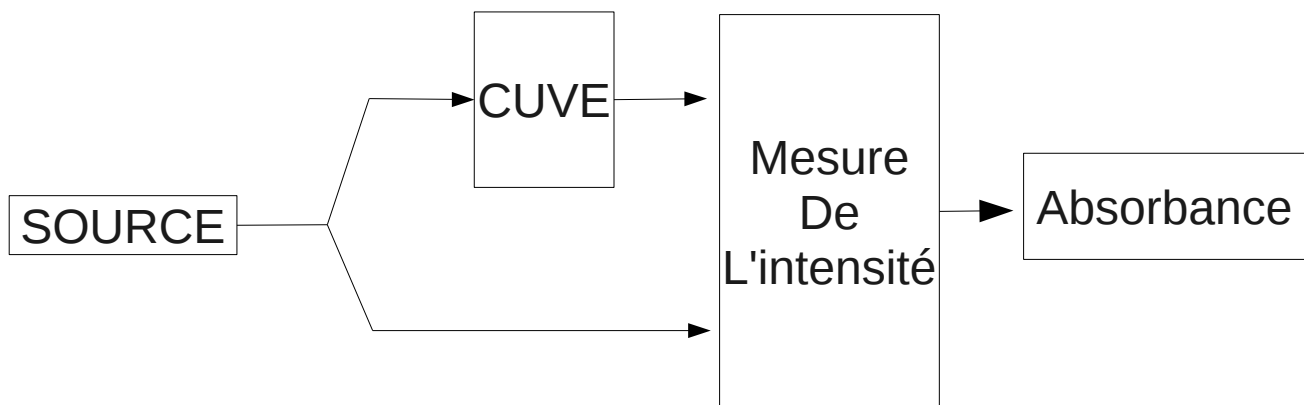 SOURCE
CUVE
Mesure
De
L'intensité
Absorbance